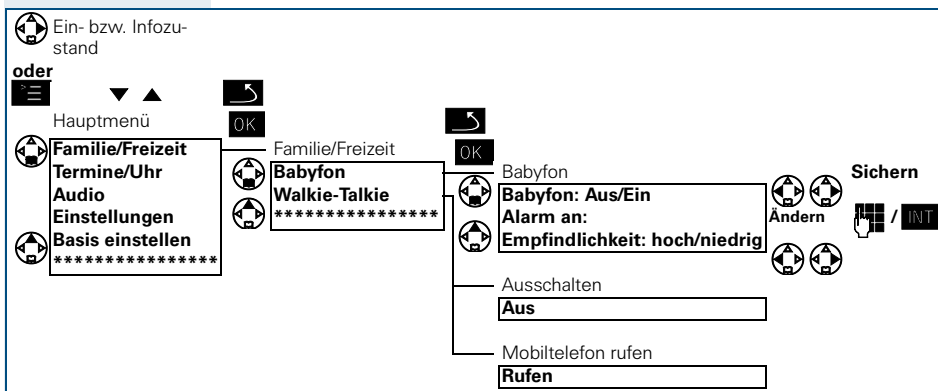 Ein- bzw. Infozu-
stand
oder
Hauptmenü
OK
Familie/Freizeit
Termine/Uhr
Audio
Einstellungen
Basis einstellen
****************
Familie/Freizeit
OK
Babyfon
Walkie-Talkie
****************
Babyfon
Babyfon: Aus/Ein
Alarm an:
Empfindlichkeit: hoch/niedrig
Ändern
Sichern
/ INT
Ausschalten
Aus
Mobiltelefon rufen
Rufen